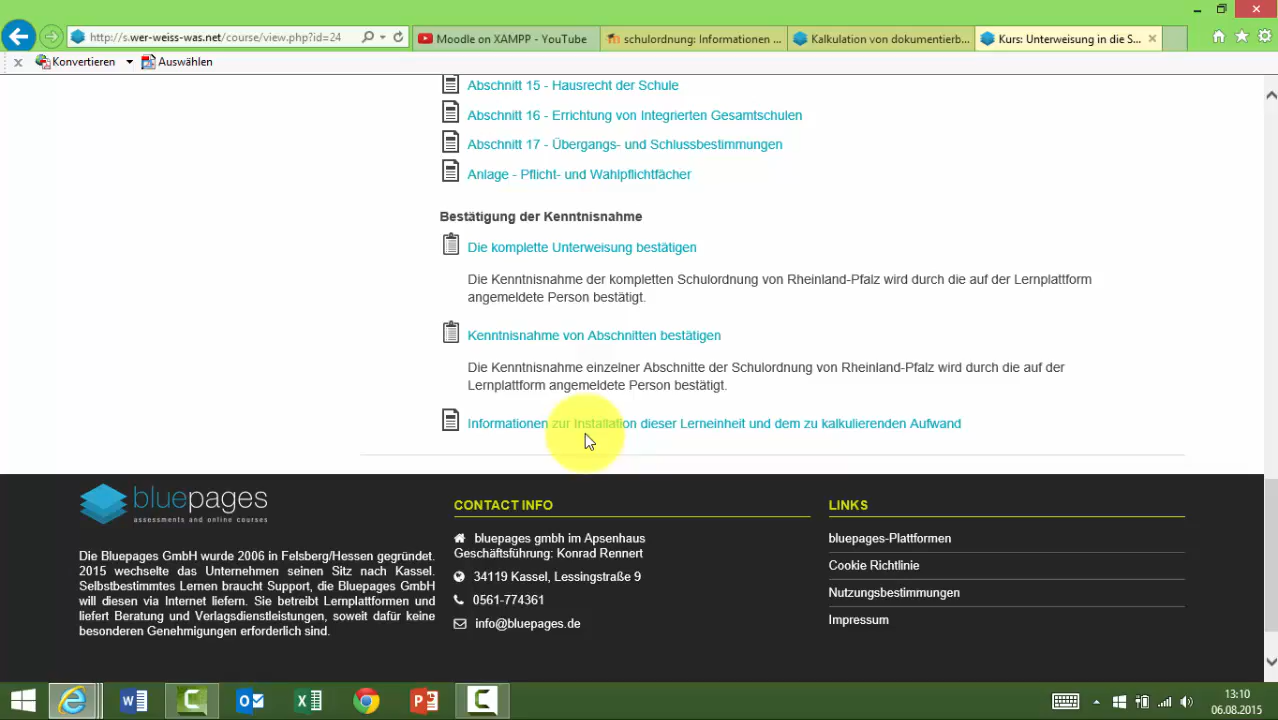 http://s.wer-weiss-was.net/course/view.php?id=24
Moodle on XAMPP - YouTube
schulordnung: Informationen ...
Kalkulation von dokumentierb...
Kurs: Unterweisung in die S...
Konvertieren
Auswählen
Abschnitt 15 - Hausrecht der Schule
Abschnitt 16 - Errichtung von Integrierten Gesamtschulen
Abschnitt 17 - Übergangs- und Schlussbestimmungen
Anlage - Pflicht- und Wahlpflichtfächer
Bestätigung der Kenntnisnahme
Die komplette Unterweisung bestätigen
Die Kenntnisnahme der kompletten Schulordnung von Rheinland-Pfalz wird durch die auf der Lernplattform
angemeldete Person bestätigt.
Kenntnisnahme von Abschnitten bestätigen
Die Kenntnisnahme einzelner Abschnitte der Schulordnung von Rheinland-Pfalz wird durch die auf der
Lernplattform angemeldete Person bestätigt.
Informationen zur Installation dieser Lerneinheit und dem zu kalkulierenden Aufwand
bluepages
assessments and online courses
Die Bluepages GmbH wurde 2006 in Felsberg/Hessen gegründet.
2015 wechselte das Unternehmen seinen Sitz nach Kassel.
Selbstbestimmtes Lernen braucht Support, die Bluepages GmbH
will diesen via Internet liefern. Sie betreibt Lernplattformen und
liefert Beratung und Verlagsdienstleistungen, soweit dafür keine
besonderen Genehmigungen erforderlich sind.
CONTACT INFO
bluepages gmbh im Apsenhaus
Geschäftsführung: Konrad Rennert
34119 Kassel, Lessingstraße 9
0561-774361
info@bluepages.de
LINKS
bluepages-Plattformen
Cookie Richtlinie
Nutzungsbestimmungen
Impressum
13:10
06.08.2015